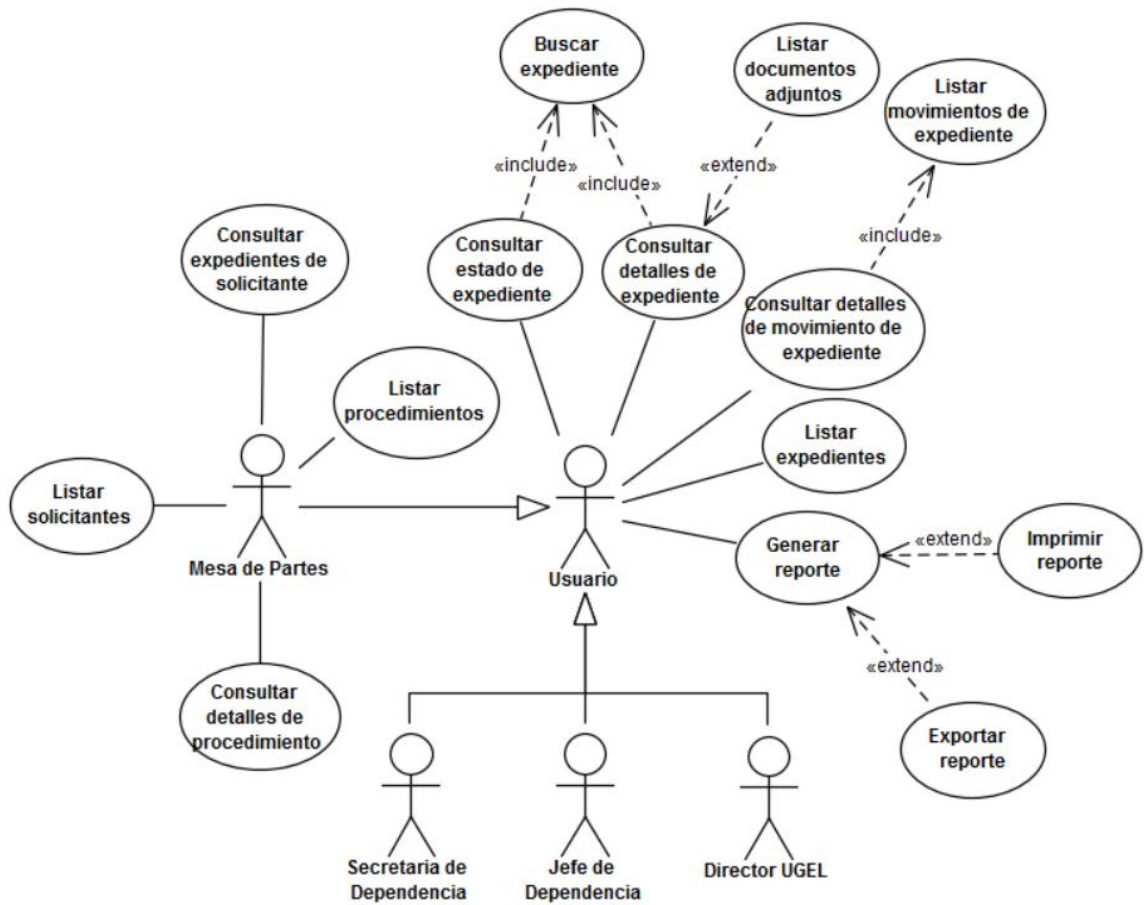 Buscar
expediente
Listar
documentos
adjuntos
Listar
movimientos de
expediente
«include»
«include»
«extend»
«include»
Consultar
expedientes de
solicitante
Consultar
estado de
expediente
Consultar
detalles de
expediente
Consultar detalles
de movimiento de
expediente
Listar
procedimientos
Listar
expedientes
Listar
solicitantes
Mesa de Partes
Usuario
Generar
reporte
«extend»
Imprimir
reporte
«extend»
Consultar
detalles de
procedimiento
Exportar
reporte
Secretaria de
Dependencia
Jefe de
Dependencia
Director UGEL